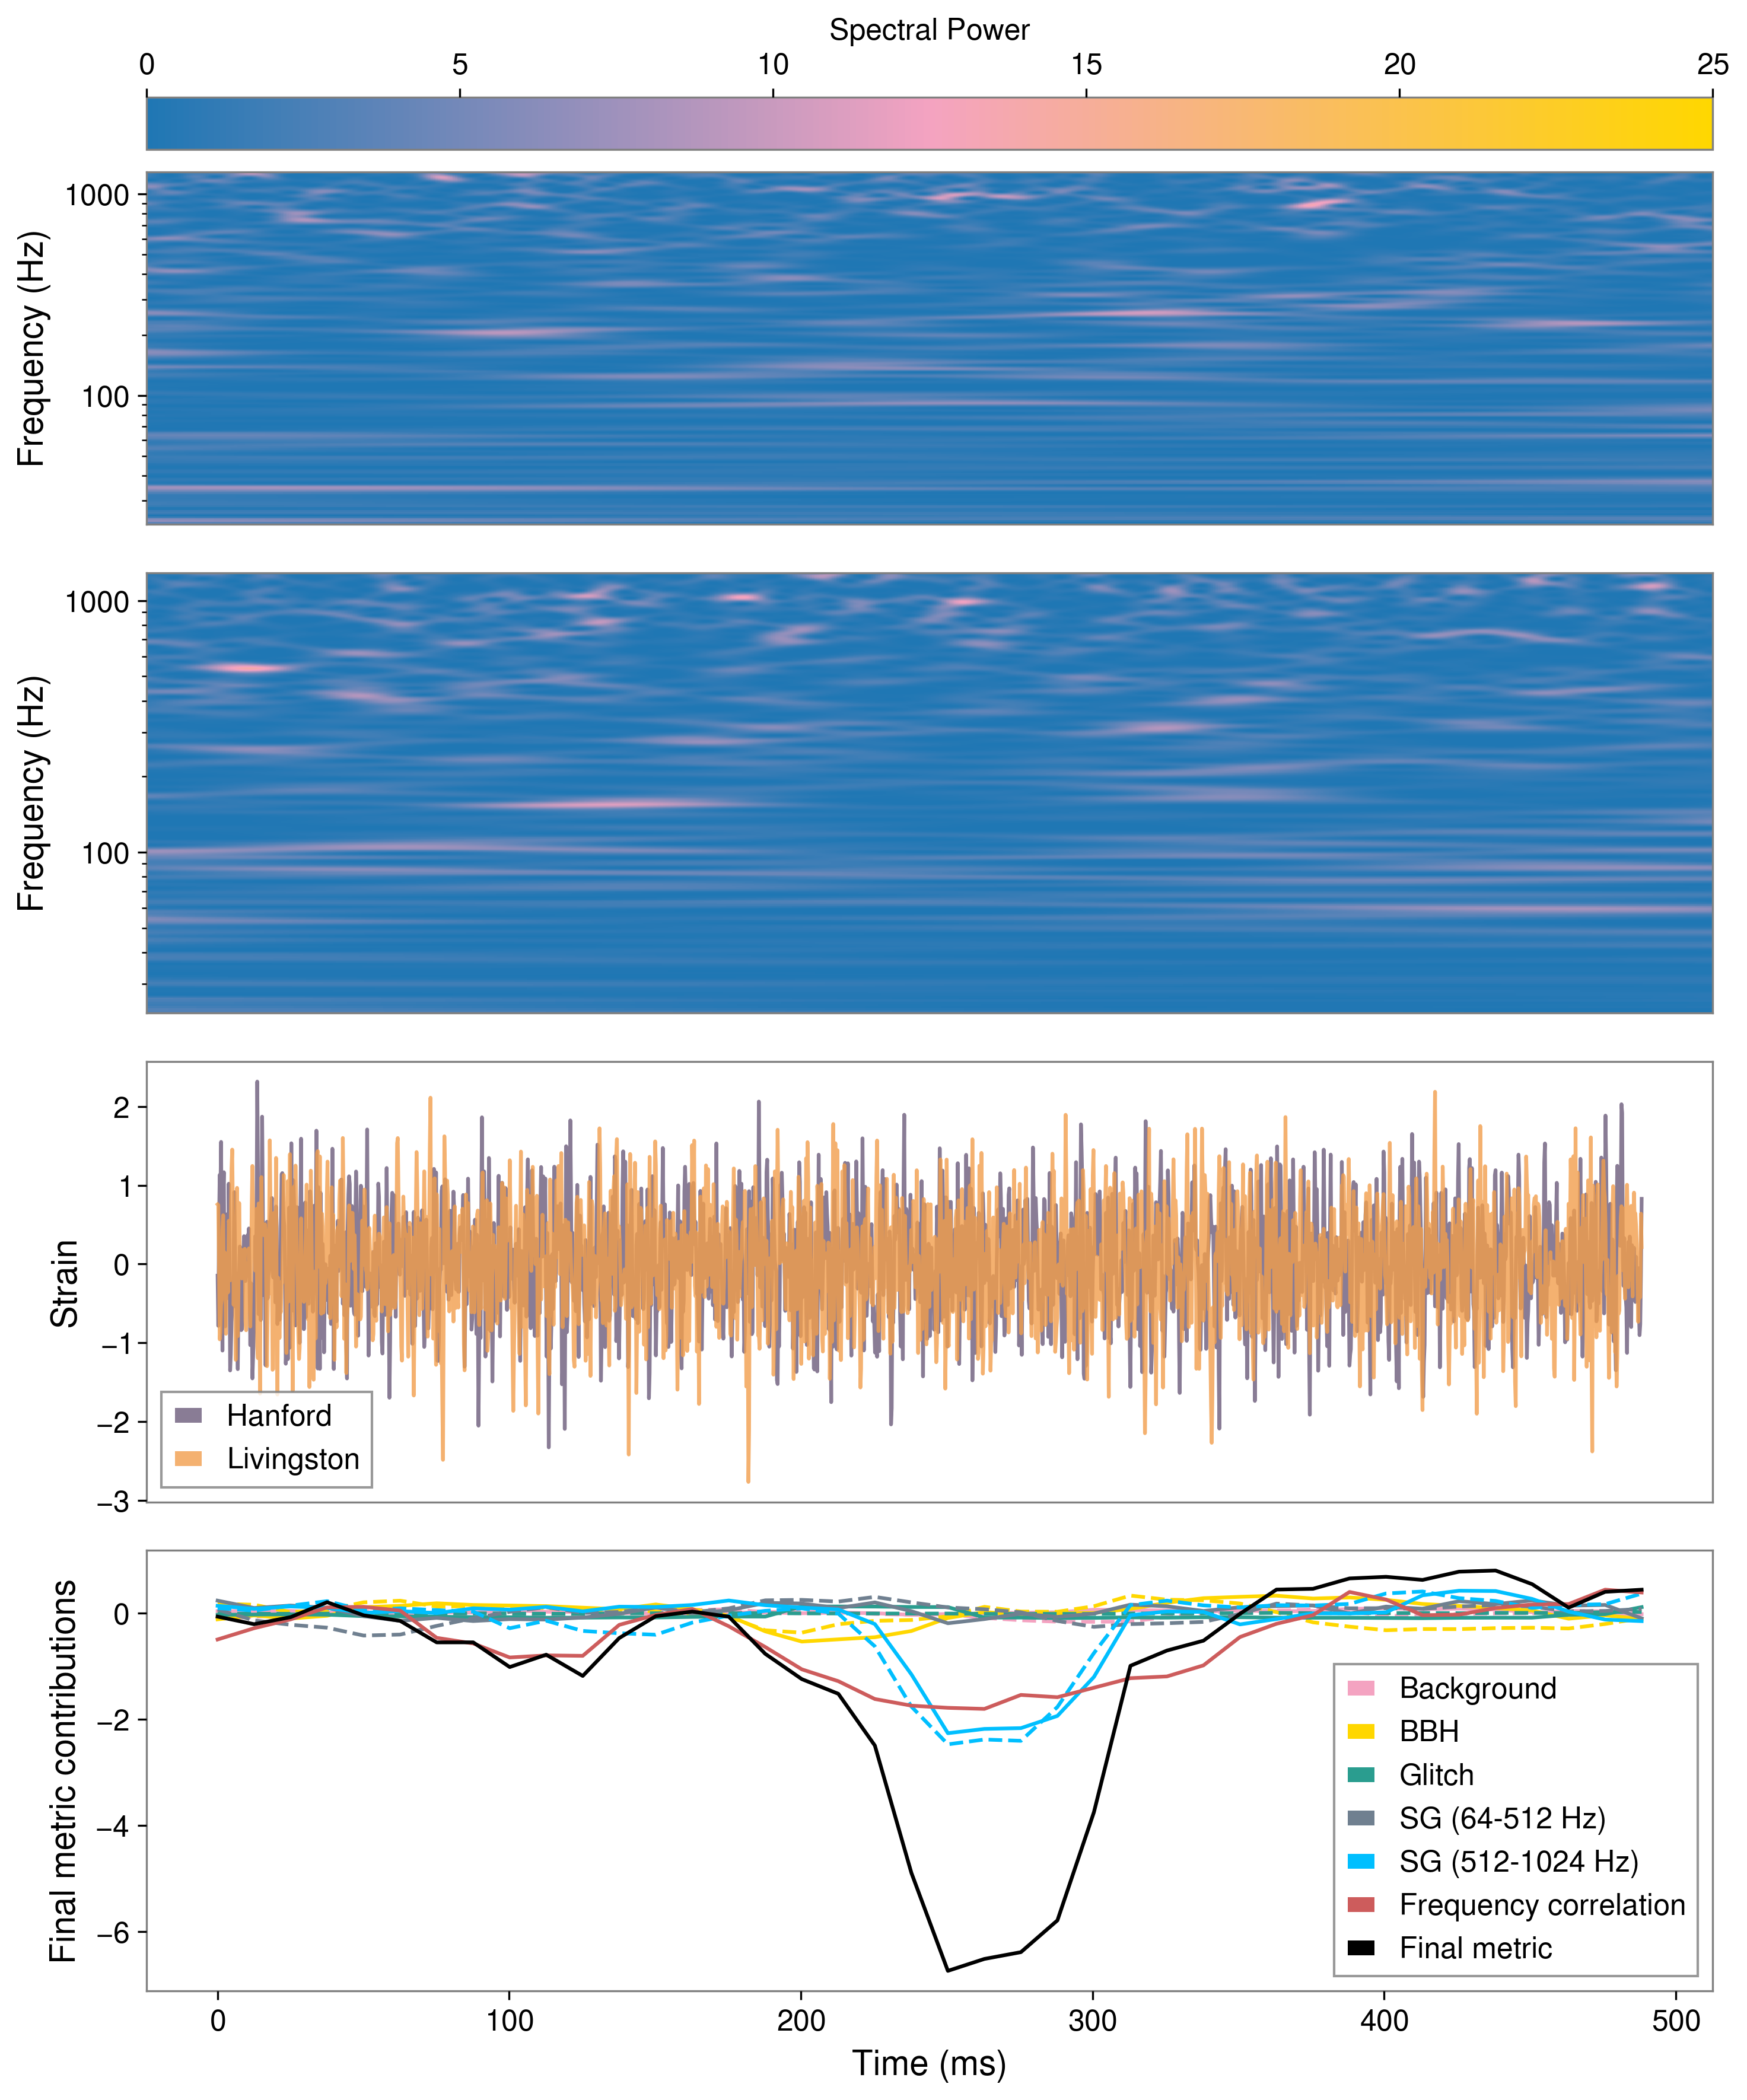 Spectral Power
0 5 10 15 20 25
1000
100
Frequency (Hz)
1000
100
Frequency (Hz)
2
1
0
−1
−2
−3
Strain
Hanford
Livingston
0
−2
−4
−6
Final metric contributions
Background
BBH
Glitch
SG (64-512 Hz)
SG (512-1024 Hz)
Frequency correlation
Final metric
0 100 200 300 400 500
Time (ms)